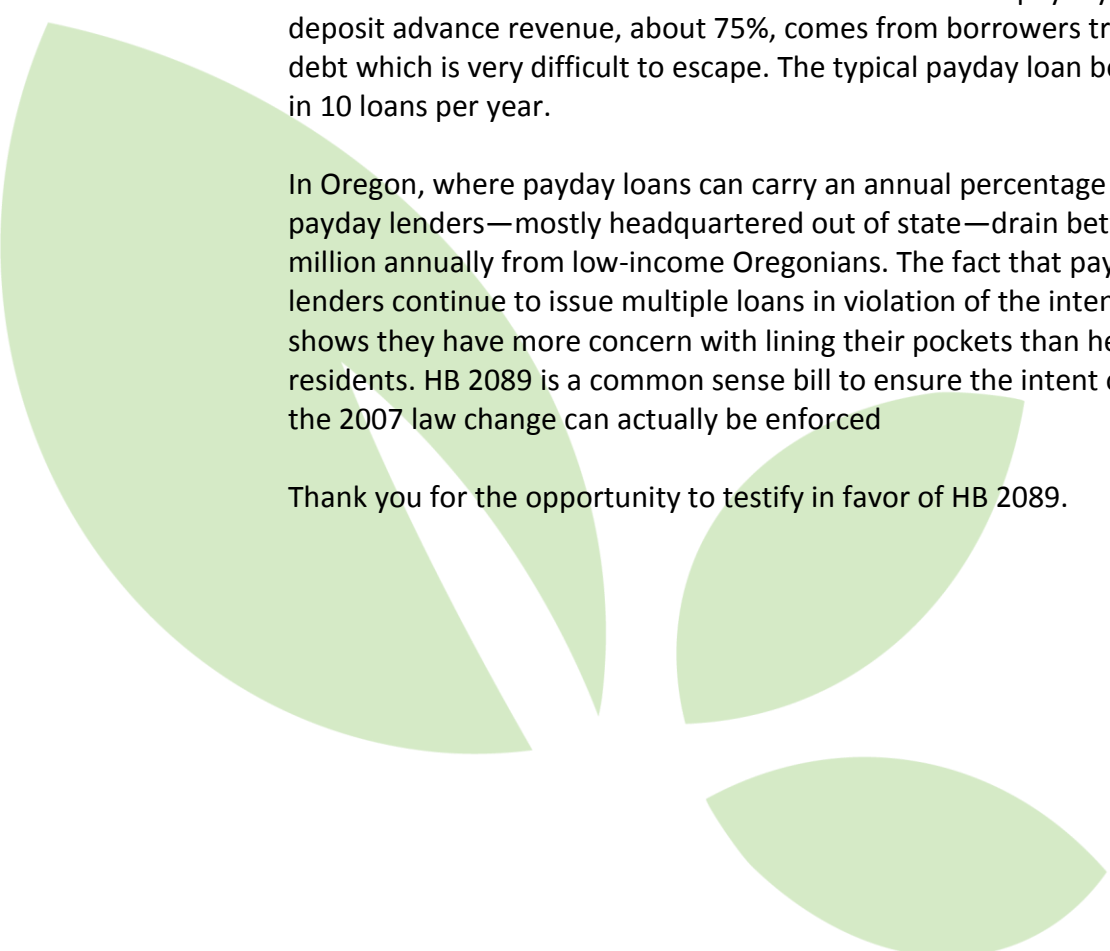 deposit advance revenue, about 75%, comes from borrowers
debt which is very difficult to escape. The typical payday loan
in 10 loans per year.
In Oregon, where payday loans can carry an annual percentage
payday lenders—mostly headquartered out of state—drain
million annually from low-income Oregonians. The fact that
lenders continue to issue multiple loans in violation of the
shows they have more concern with lining their pockets than
residents. HB 2089 is a common sense bill to ensure the intent
the 2007 law change can actually be enforced
Thank you for the opportunity to testify in favor of HB 2089.